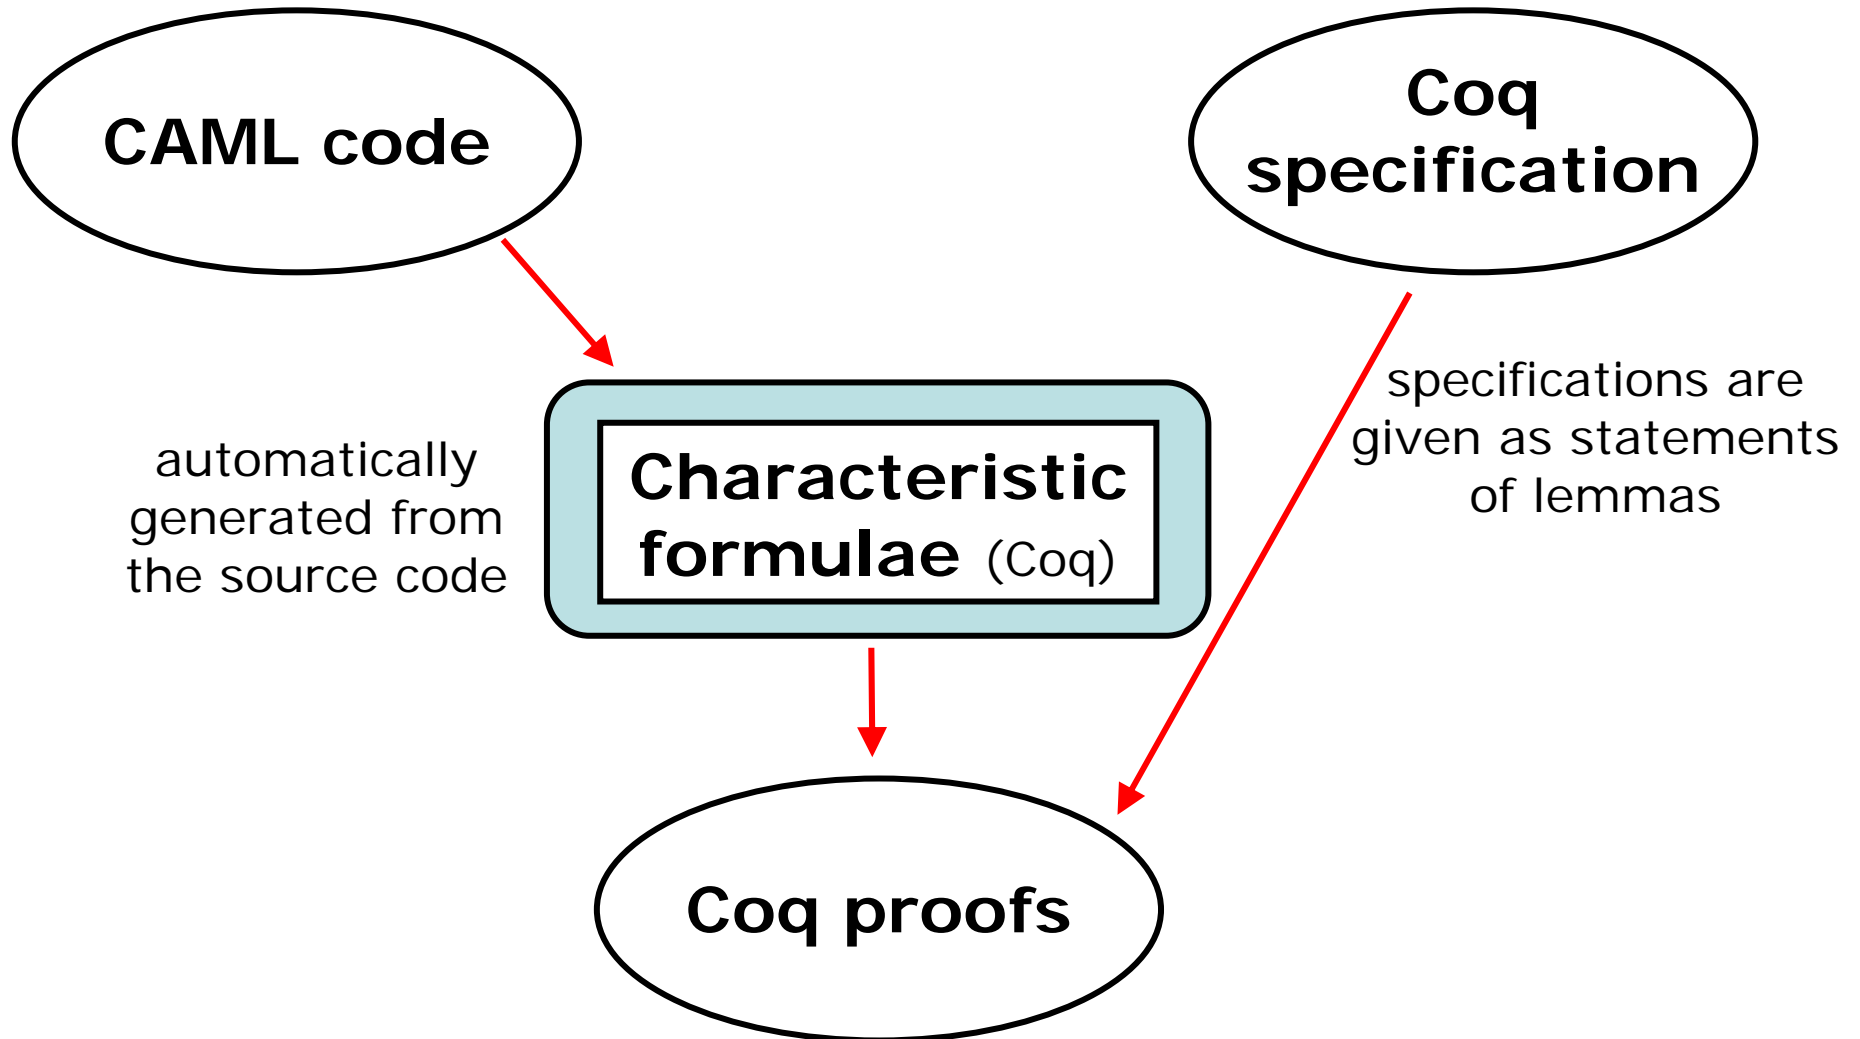 CAML code
Coq
specification
specifications are
given as statements
of lemmas
automatically
generated from
the source code
Characteristic
formulae (Coq)
Coq proofs